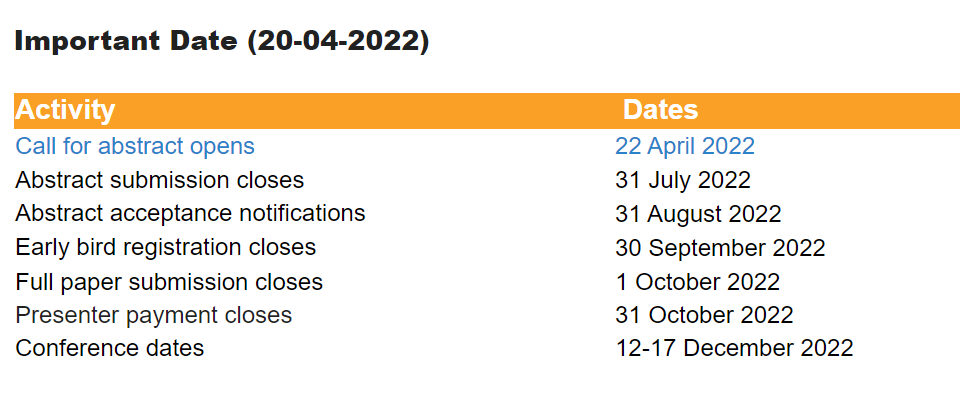 Important Date (20-04-2022)
Activity Dates
Call for abstract opens 22 April 2022
Abstract submission closes 31 July 2022
Abstract acceptance notifications 31 August 2022
Early bird registration closes 30 September 2022
Full paper submission closes 1 October 2022
Presenter payment closes 31 October 2022
Conference dates 12-17 December 2022